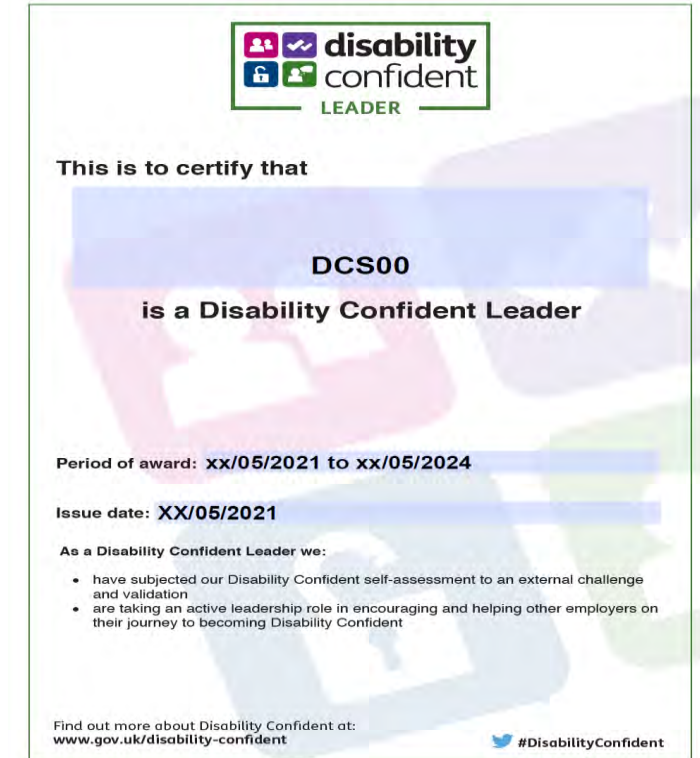 disability
confident
LEADER
This is to certify that
DCS00
is a Disability Confident Leader
Period of award: xx/05/2021 to xx/05/2024
Issue date: XX/05/2021
As a Disability Confident Leader we:
• have subjected our Disability Confident self-assessment to an external challenge
and validation
• are taking an active leadership role in encouraging and helping other employers on
their journey to becoming Disability Confident
Find out more about Disability Confident at:
www.gov.uk/disability-confident
#DisabilityConfident